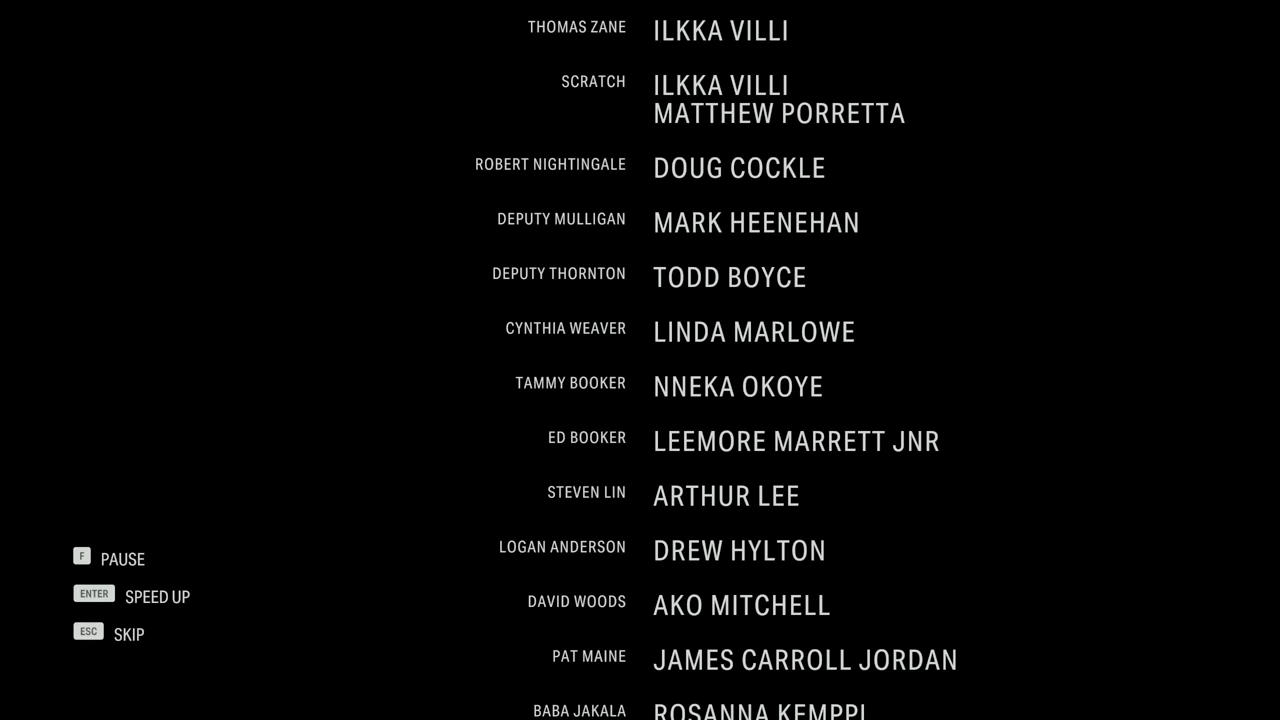 THOMAS ZANE ILKKA VILLI
SCRATCH ILKKA VILLI
MATTHEW PORRETTA
ROBERT NIGHTINGALE DOUG COCKLE
DEPUTY MULLIGAN MARK HEENEHAN
DEPUTY THORNTON TODD BOYCE
CYNTHIA WEAVER LINDA MARLOWE
TAMMY BOOKER NNEKA OKOYE
ED BOOKER LEEMORE MARRETT JNR
STEVEN LIN ARTHUR LEE
LOGAN ANDERSON DREW HYLTON
F PAUSE
ENTER SPEED UP
DAVID WOODS AKO MITCHELL
ESC SKIP
PAT MAINE JAMES CARROLL JORDAN
BABA JAKALA ROSANNA KEMPPI